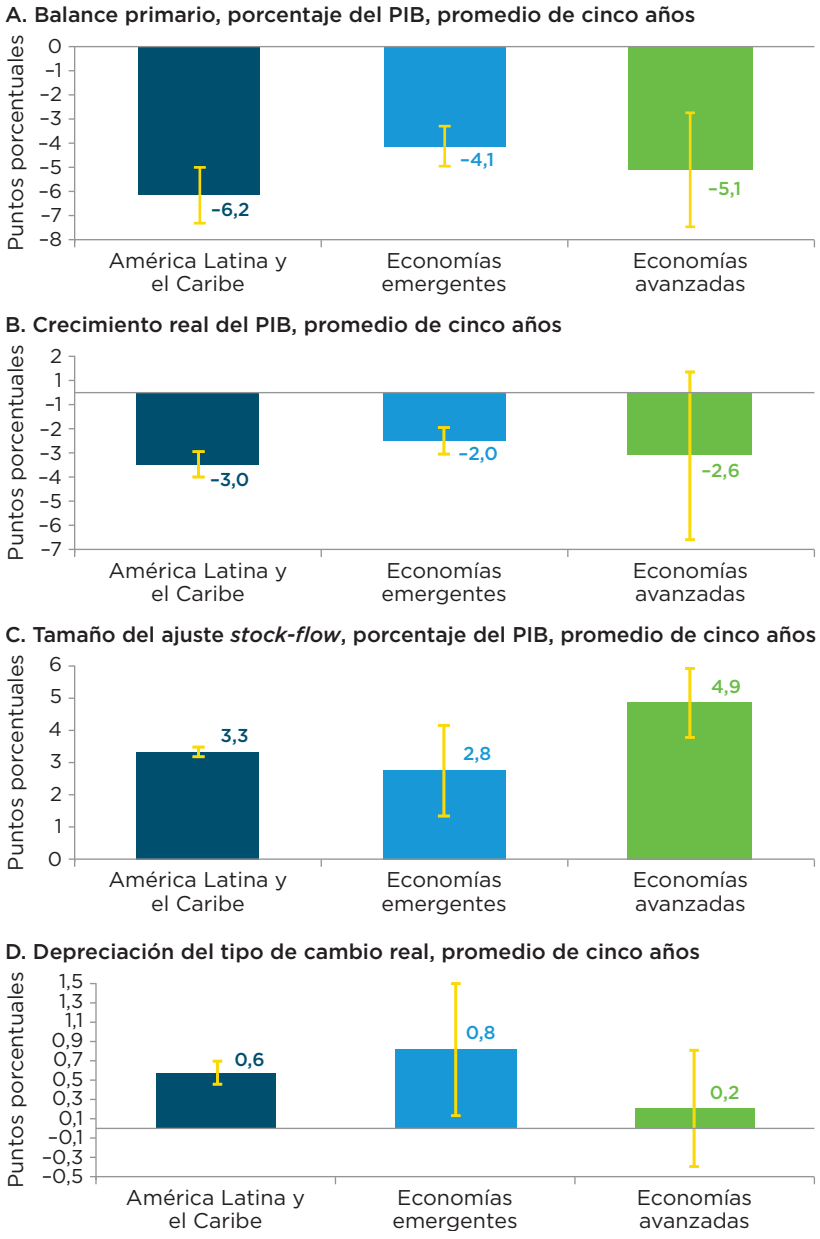 A. Balance primario, porcentaje del PIB, promedio de cinco años
Puntos porcentuales
0
–1
–2
–3
–4
–5
–6
–7
–8
–6,2
–4,1
–5,1
América Latina y
el Caribe
Economías
emergentes
Economías
avanzadas
B. Crecimiento real del PIB, promedio de cinco años
Puntos porcentuales
2
1
–1
–2
–3
–4
–5
–6
–7
–3,0
–2,0
–2,6
América Latina y
el Caribe
Economías
emergentes
Economías
avanzadas
C. Tamaño del ajuste stock-flow, porcentaje del PIB, promedio de cinco años
Puntos porcentuales
6
5
4
3
2
1
0
3,3
2,8
4,9
América Latina y
el Caribe
Economías
emergentes
Economías
avanzadas
D. Depreciación del tipo de cambio real, promedio de cinco años
Puntos porcentuales
1,5
1,3
1,1
0,9
0,7
0,5
0,3
0,1
–0,1
–0,3
–0,5
0,6
0,8
0,2
América Latina y
el Caribe
Economías
emergentes
Economías
avanzadas